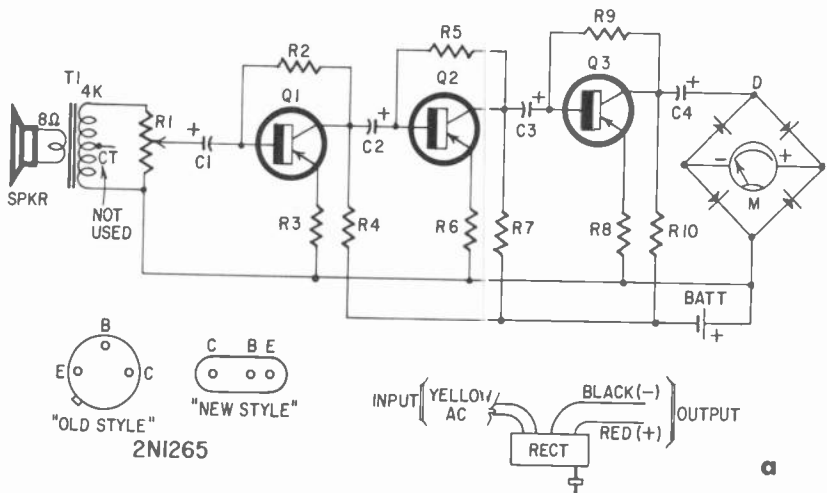 T1
4K
8Ω
SPKR
CT
NOT
USED
R1
+
C1
R2
Q1
R3
R4
+
C2
R5
Q2
R6
R7
+
C3
R9
Q3
R8
R10
+
C4
D
-
+
M
BATT
+
B
E
C
"OLD STYLE"
C B E
"NEW STYLE"
2N1265
INPUT
YELLOW
AC
BLACK(-)
RED(+)
OUTPUT
RECT
a